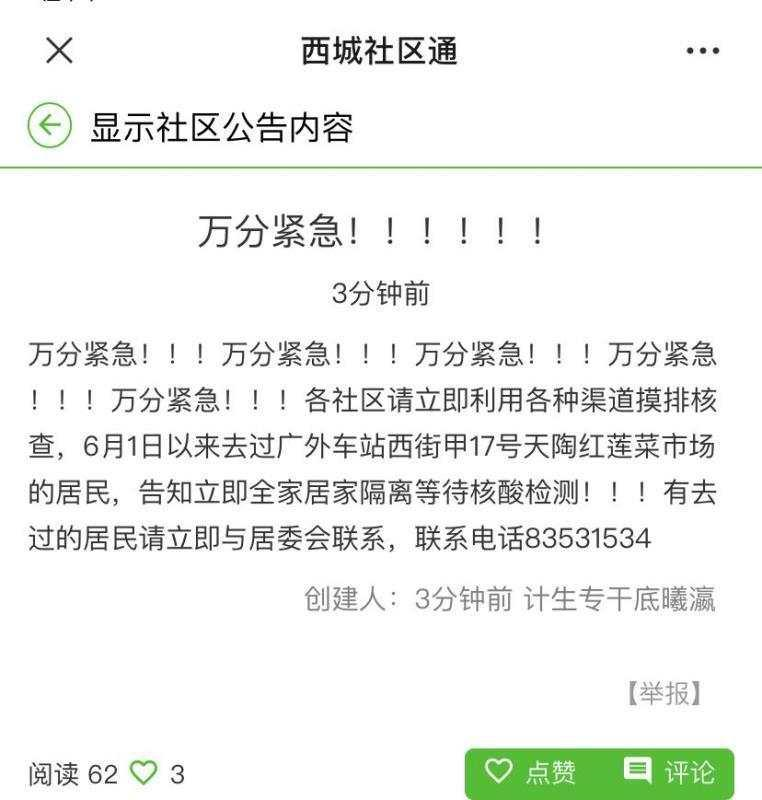 西城社区通
显示社区公告内容
万分紧急！！！！！！
3分钟前
万分紧急！！！万分紧急！！！万分紧急！！！万分紧急
！！！万分紧急！！！各社区请立即利用各种渠道摸排核
查，6月1日以来去过广外车站西街甲17号天陶红莲菜市场
的居民，告知立即全家居家隔离等待核酸检测！！！有去
过的居民请立即与居委会联系，联系电话83531534
创建人：3分钟前 计生专干底曦瀛
【举报】
阅读 62 3 点赞 评论